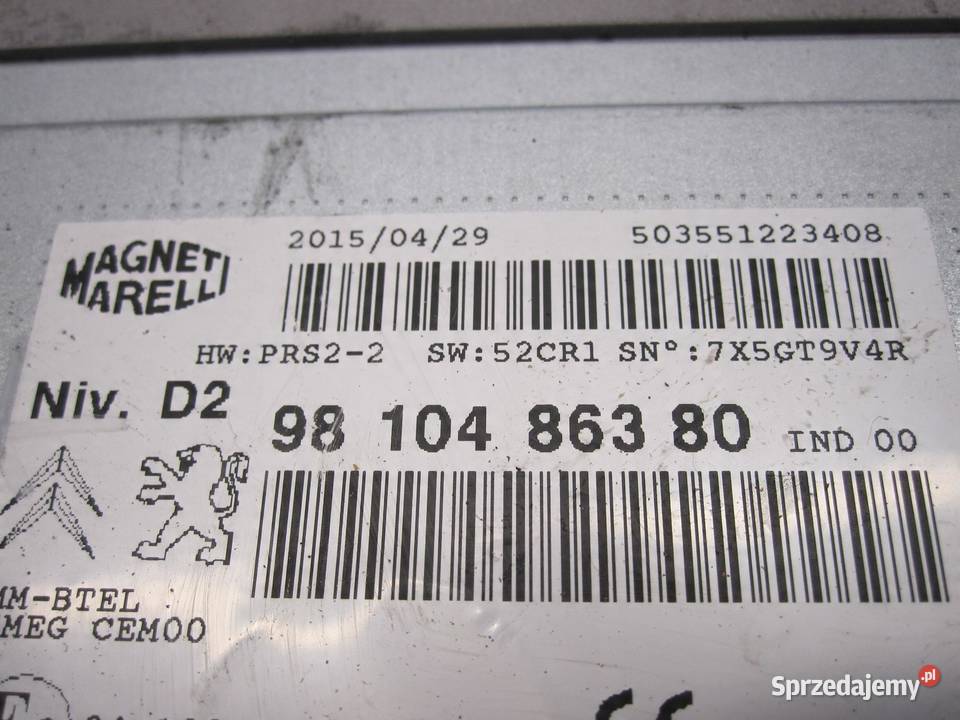 MAGNETI
MARELLI
2015/04/29 503551223408
HW:PRS2-2 SW:52CR1 SN°:7X5GT9V4R
Niv. D2
98 104 863 80 IND 00
MM-BTEL
MEG CEM00
CE
Sprzedajemy.pl